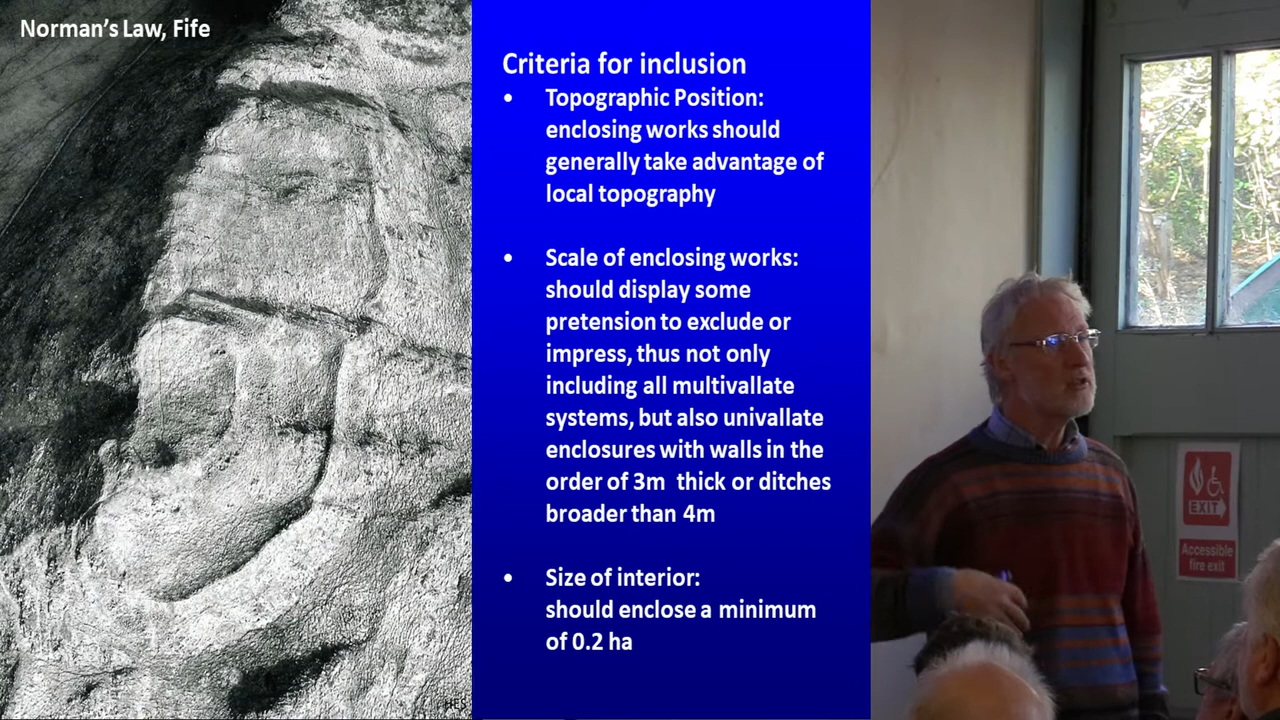 Norman's Law, Fife
HES
Criteria for inclusion
• Topographic Position:
enclosing works should
generally take advantage of
local topography
• Scale of enclosing works:
should display some
pretension to exclude or
impress, thus not only
including all multivallate
systems, but also univallate
enclosures with walls in the
order of 3m thick or ditches
broader than 4m
• Size of interior:
should enclose a minimum
of 0.2 ha
EXIT
Accessible
fire exit